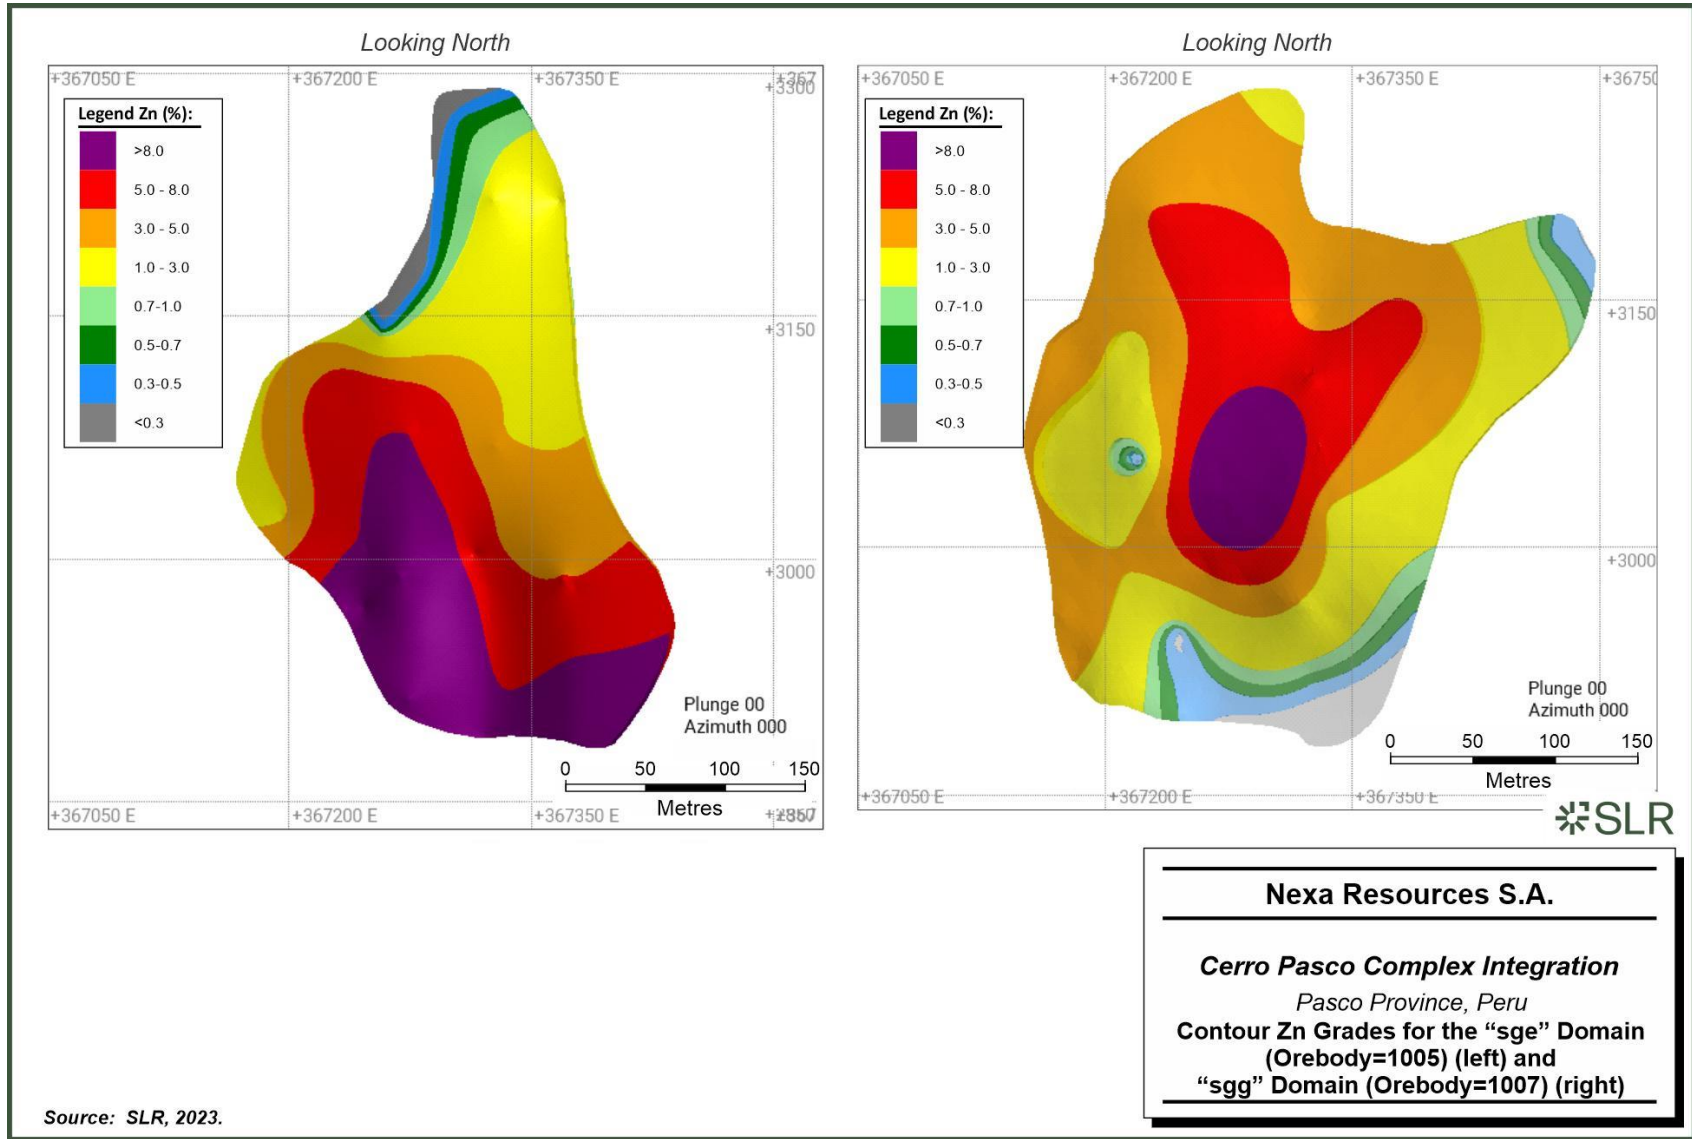 Looking North
+367050 E
+367200 E
+367350 E
+3300
Legend Zn (%):
>8.0
5.0 - 8.0
3.0 - 5.0
1.0 - 3.0
0.7-1.0
0.5-0.7
0.3-0.5
<0.3
+3150
+3000
Plunge 00
Azimuth 000
0 50 100 150
Metres
+367050 E
+367200 E
+367350 E
Looking North
+367050 E
+367200 E
+367350 E
+36750
Legend Zn (%):
>8.0
5.0 - 8.0
3.0 - 5.0
1.0 - 3.0
0.7-1.0
0.5-0.7
0.3-0.5
<0.3
+3150
+3000
Plunge 00
Azimuth 000
0 50 100 150
Metres
+367050 E
+367200 E
+367350 E
SLR
Nexa Resources S.A.
Cerro Pasco Complex Integration
Pasco Province, Peru
Contour Zn Grades for the “sge” Domain
(Orebody=1005) (left) and
“sgg” Domain (Orebody=1007) (right)
Source: SLR, 2023.